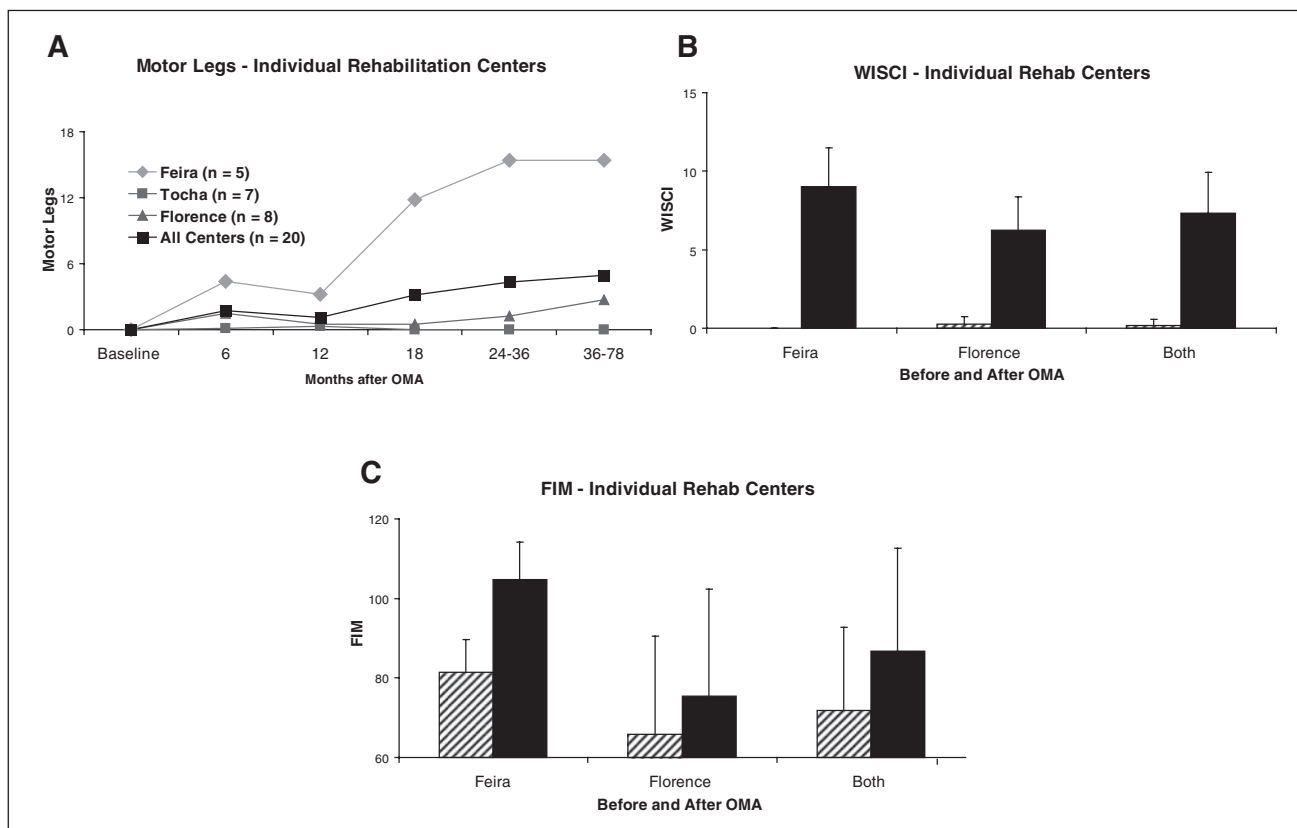 A
Motor Legs - Individual Rehabilitation Centers
18
12
6
0
Motor Legs
Feira (n = 5)
Tocha (n = 7)
Florence (n = 8)
All Centers (n = 20)
Baseline 6 12 18 24-36 36-78
Months after OMA
B
WISCI - Individual Rehab Centers
15
10
5
0
WISCI
Feira Florence Both
Before and After OMA
C
FIM - Individual Rehab Centers
120
100
80
60
FIM
Feira Florence Both
Before and After OMA